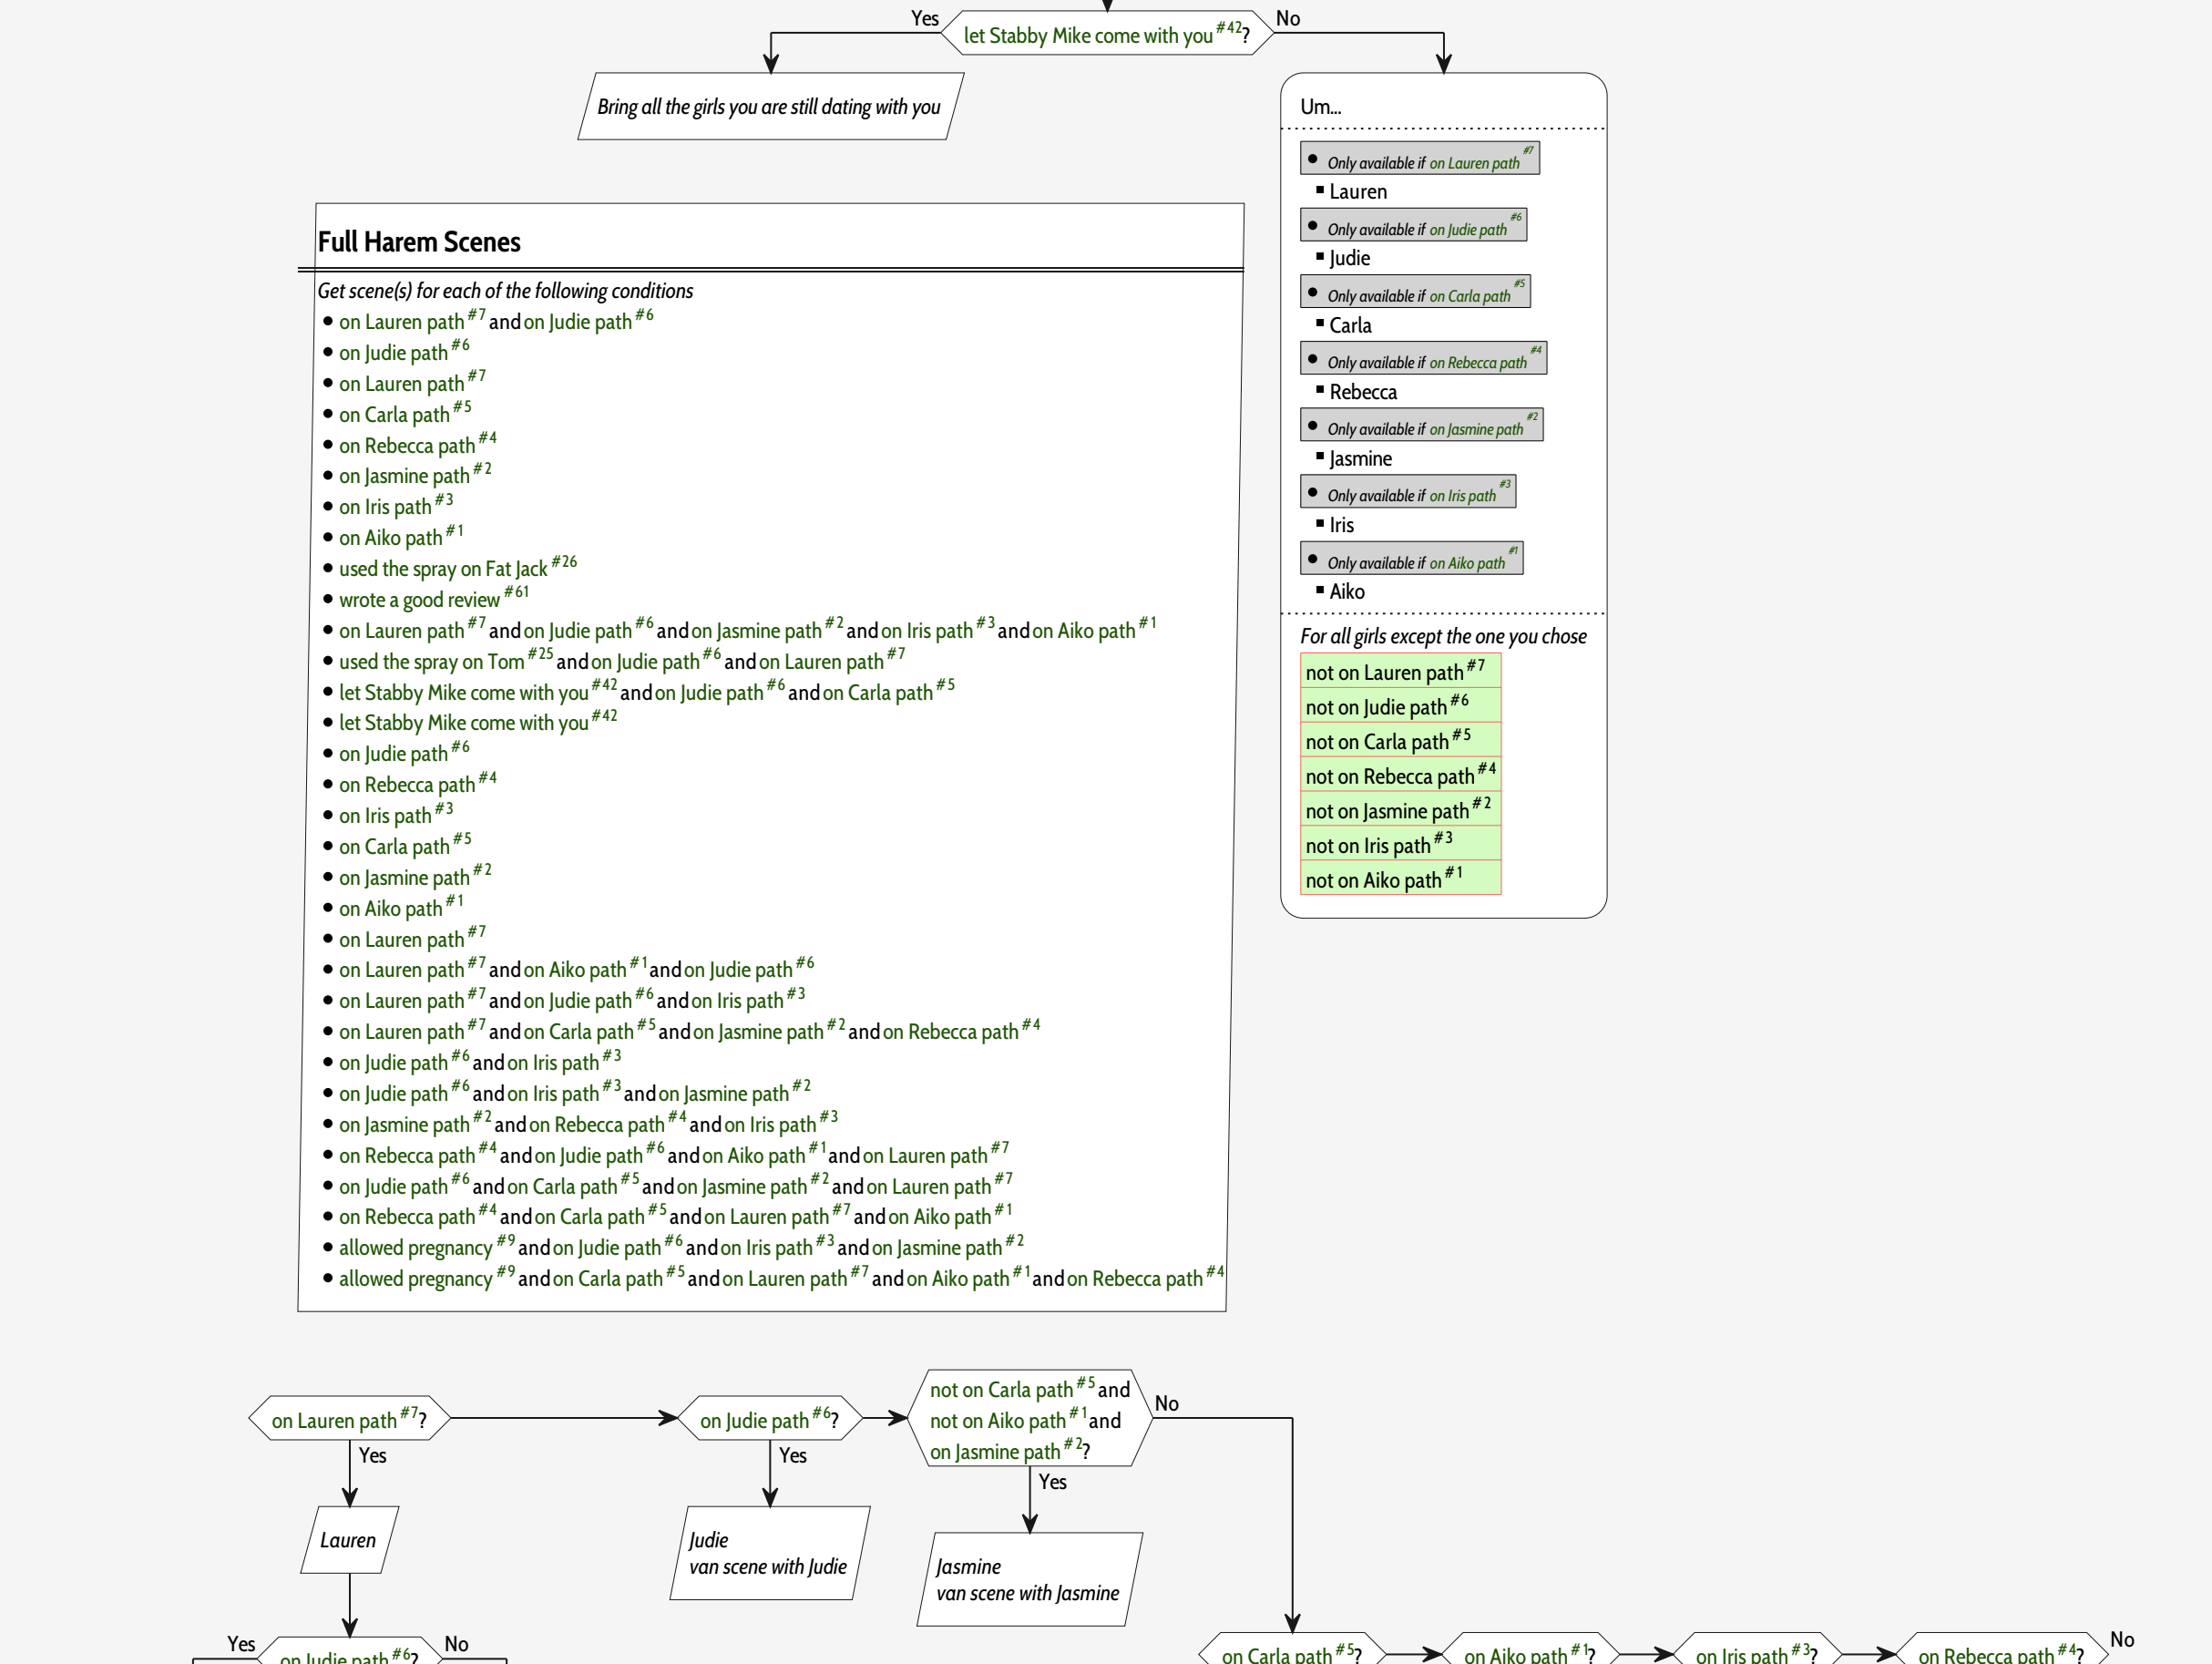 Yes
let Stabby Mike come with you #42?
No
Bring all the girls you are still dating with you
Um...
• Only available if on Lauren path #7
▪ Lauren
• Only available if on Judie path #6
▪ Judie
• Only available if on Carla path #5
▪ Carla
• Only available if on Rebecca path #4
▪ Rebecca
• Only available if on Jasmine path #2
▪ Jasmine
• Only available if on Iris path #3
▪ Iris
• Only available if on Aiko path #1
▪ Aiko
For all girls except the one you chose
not on Lauren path #7
not on Judie path #6
not on Carla path #5
not on Rebecca path #4
not on Jasmine path #2
not on Iris path #3
not on Aiko path #1
Full Harem Scenes
Get scene(s) for each of the following conditions
• on Lauren path #7 and on Judie path #6
• on Judie path #6
• on Lauren path #7
• on Carla path #5
• on Rebecca path #4
• on Jasmine path #2
• on Iris path #3
• on Aiko path #1
• used the spray on Fat Jack #26
• wrote a good review #61
• on Lauren path #7 and on Judie path #6 and on Jasmine path #2 and on Iris path #3 and on Aiko path #1
• used the spray on Tom #25 and on Judie path #6 and on Lauren path #7
• let Stabby Mike come with you #42 and on Judie path #6 and on Carla path #5
• let Stabby Mike come with you #42
• on Judie path #6
• on Rebecca path #4
• on Iris path #3
• on Carla path #5
• on Jasmine path #2
• on Aiko path #1
• on Lauren path #7
• on Lauren path #7 and on Aiko path #1 and on Judie path #6
• on Lauren path #7 and on Judie path #6 and on Iris path #3
• on Lauren path #7 and on Carla path #5 and on Jasmine path #2 and on Rebecca path #4
• on Judie path #6 and on Iris path #3
• on Judie path #6 and on Iris path #3 and on Jasmine path #2
• on Jasmine path #2 and on Rebecca path #4 and on Iris path #3
• on Rebecca path #4 and on Judie path #6 and on Aiko path #1 and on Lauren path #7
• on Judie path #6 and on Carla path #5 and on Jasmine path #2 and on Lauren path #7
• on Rebecca path #4 and on Carla path #5 and on Lauren path #7 and on Aiko path #1
• allowed pregnancy #9 and on Judie path #6 and on Iris path #3 and on Jasmine path #2
• allowed pregnancy #9 and on Carla path #5 and on Lauren path #7 and on Aiko path #1 and on Rebecca path #4
on Lauren path #7?
Yes
Lauren
Yes
on Judie path #6?
No
on Judie path #6?
Yes
Judie
van scene with Judie
not on Carla path #5 and
not on Aiko path #1 and
on Jasmine path #2?
No
Yes
Jasmine
van scene with Jasmine
on Carla path #5?
on Aiko path #1?
on Iris path #3?
on Rebecca path #4?
No